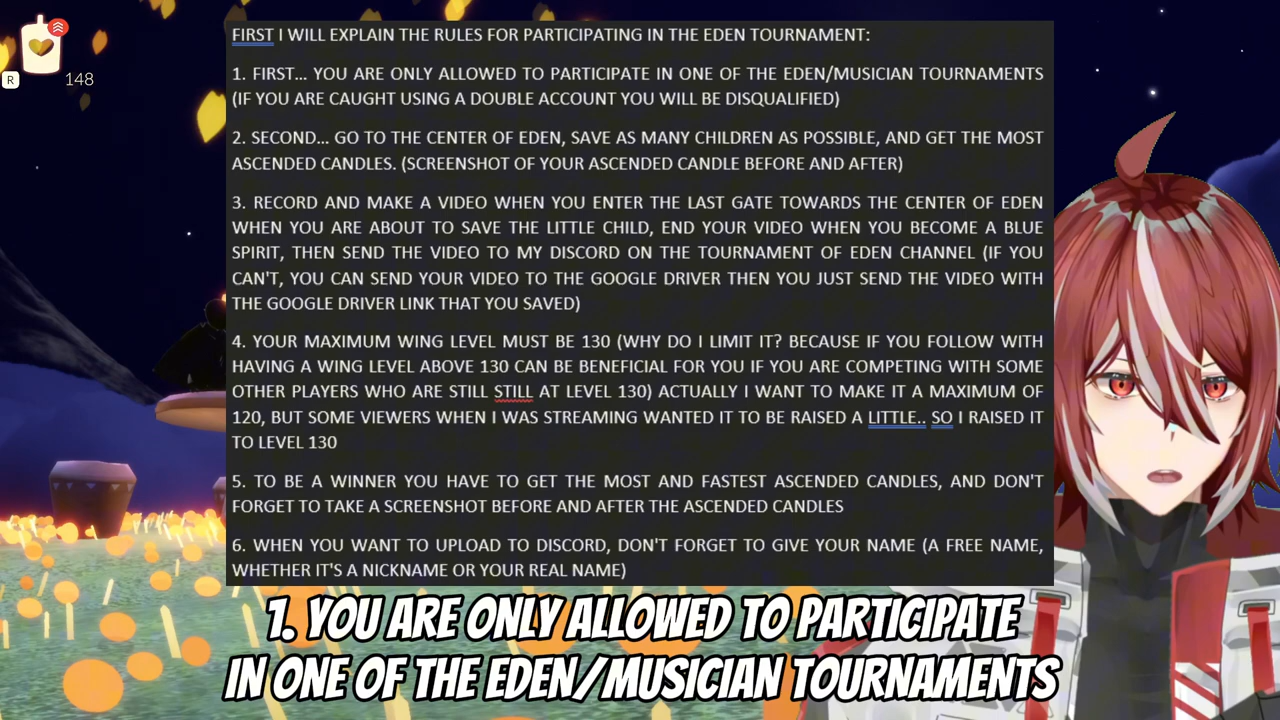 FIRST I WILL EXPLAIN THE RULES FOR PARTICIPATING IN THE EDEN TOURNAMENT:
1. FIRST... YOU ARE ONLY ALLOWED TO PARTICIPATE IN ONE OF THE EDEN/MUSICIAN TOURNAMENTS
(IF YOU ARE CAUGHT USING A DOUBLE ACCOUNT YOU WILL BE DISQUALIFIED)
2. SECOND... GO TO THE CENTER OF EDEN, SAVE AS MANY CHILDREN AS POSSIBLE, AND GET THE MOST
ASCENDED CANDLES. (SCREENSHOT OF YOUR ASCENDED CANDLE BEFORE AND AFTER)
3. RECORD AND MAKE A VIDEO WHEN YOU ENTER THE LAST GATE TOWARDS THE CENTER OF EDEN
WHEN YOU ARE ABOUT TO SAVE THE LITTLE CHILD, END YOUR VIDEO WHEN YOU BECOME A BLUE
SPIRIT, THEN SEND THE VIDEO TO MY DISCORD ON THE TOURNAMENT OF EDEN CHANNEL (IF YOU
CAN'T, YOU CAN SEND YOUR VIDEO TO THE GOOGLE DRIVER THEN YOU JUST SEND THE VIDEO WITH
THE GOOGLE DRIVER LINK THAT YOU SAVED)
4. YOUR MAXIMUM WING LEVEL MUST BE 130 (WHY DO I LIMIT IT? BECAUSE IF YOU FOLLOW WITH
HAVING A WING LEVEL ABOVE 130 CAN BE BENEFICIAL FOR YOU IF YOU ARE COMPETING WITH SOME
OTHER PLAYERS WHO ARE STILL STILL AT LEVEL 130) ACTUALLY I WANT TO MAKE IT A MAXIMUM OF
120, BUT SOME VIEWERS WHEN I WAS STREAMING WANTED IT TO BE RAISED A LITTLE.. SO I RAISED IT
TO LEVEL 130
5. TO BE A WINNER YOU HAVE TO GET THE MOST AND FASTEST ASCENDED CANDLES, AND DON'T
FORGET TO TAKE A SCREENSHOT BEFORE AND AFTER THE ASCENDED CANDLES
6. WHEN YOU WANT TO UPLOAD TO DISCORD, DON'T FORGET TO GIVE YOUR NAME (A FREE NAME,
WHETHER IT'S A NICKNAME OR YOUR REAL NAME)
R 148
1. YOU ARE ONLY ALLOWED TO PARTICIPATE
IN ONE OF THE EDEN/MUSICIAN TOURNAMENTS